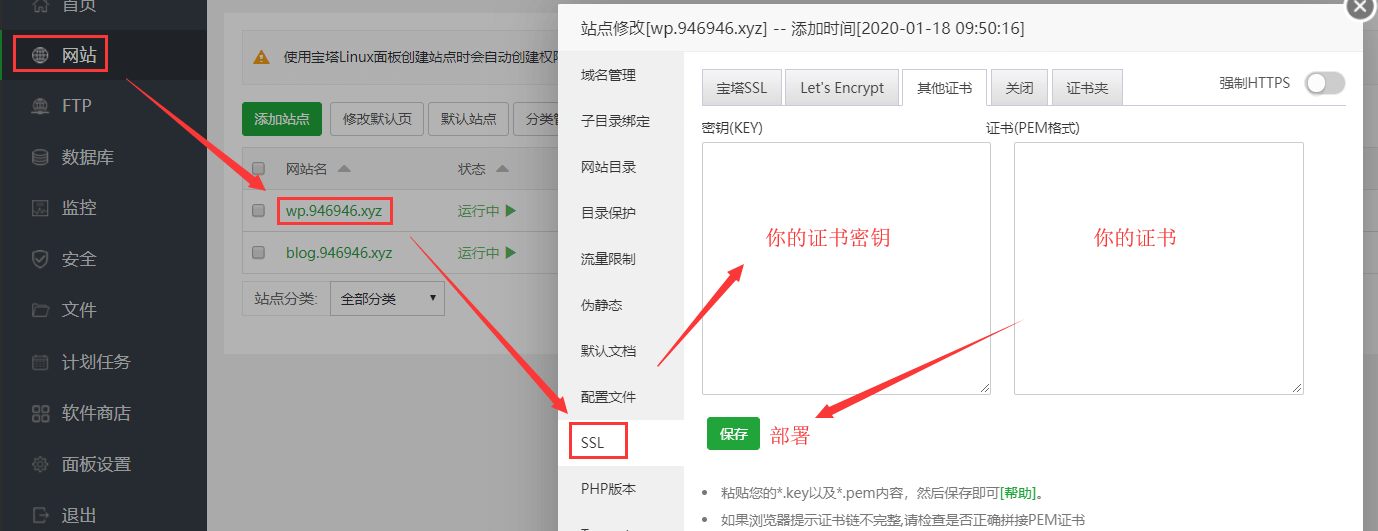 首页
网站
FTP
数据库
监控
安全
文件
计划任务
软件商店
面板设置
退出
使用宝塔Linux面板创建站点时会自动创建权限
添加站点 修改默认页 默认站点 分类管
网站名 状态
wp.946946.xyz 运行中
blog.946946.xyz 运行中
站点分类: 全部分类
站点修改[wp.946946.xyz] -- 添加时间[2020-01-18 09:50:16]
域名管理
子目录绑定
网站目录
目录保护
流量限制
伪静态
默认文档
配置文件
SSL
PHP版本
宝塔SSL Let's Encrypt 其他证书 关闭 证书夹 强制HTTPS
密钥(KEY) 证书(PEM格式)
你的证书密钥 你的证书
保存 部署
粘贴您的*.key以及*.pem内容，然后保存即可[帮助]。
如果浏览器提示证书链不完整,请检查是否正确拼接PEM证书